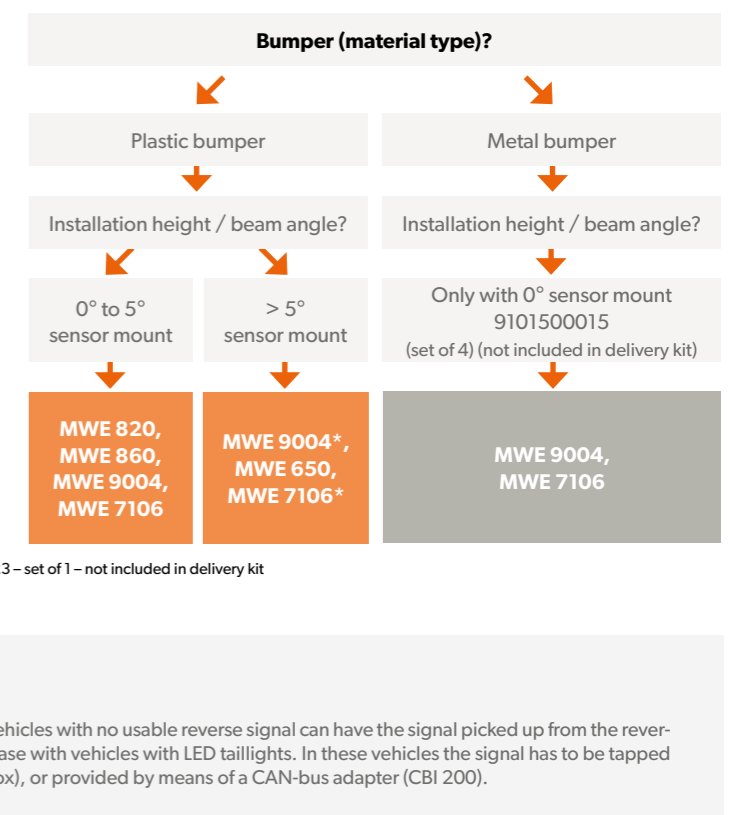 Bumper (material type)?
Plastic bumper
Metal bumper
Installation height / beam angle?
Installation height / beam angle?
0° to 5°
sensor mount
> 5°
sensor mount
Only with 0° sensor mount
9101500015
(set of 4) (not included in delivery kit)
MWE 820,
MWE 860,
MWE 9004,
MWE 7106
MWE 9004*,
MWE 650,
MWE 7106*
MWE 9004,
MWE 7106
3 – set of 1 – not included in delivery kit
ehicles with no usable reverse signal can have the signal picked up from the rever-
ase with vehicles with LED taillights. In these vehicles the signal has to be tapped
ox), or provided by means of a CAN-bus adapter (CBI 200).